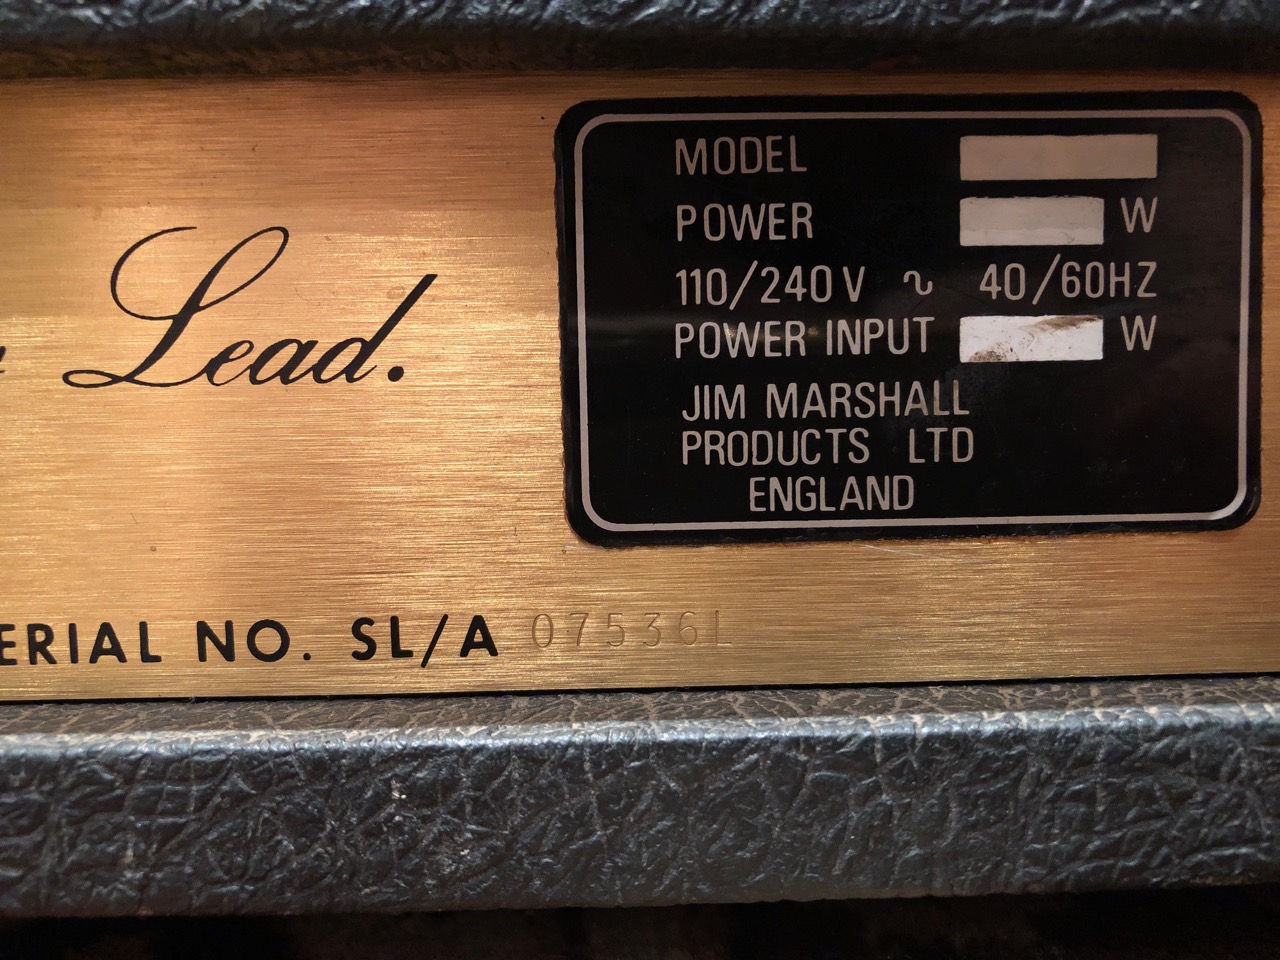 Lead.
MODEL
POWER W
110/240V ~ 40/60HZ
POWER INPUT W
JIM MARSHALL
PRODUCTS LTD
ENGLAND
ERIAL NO. SL/A 07536L